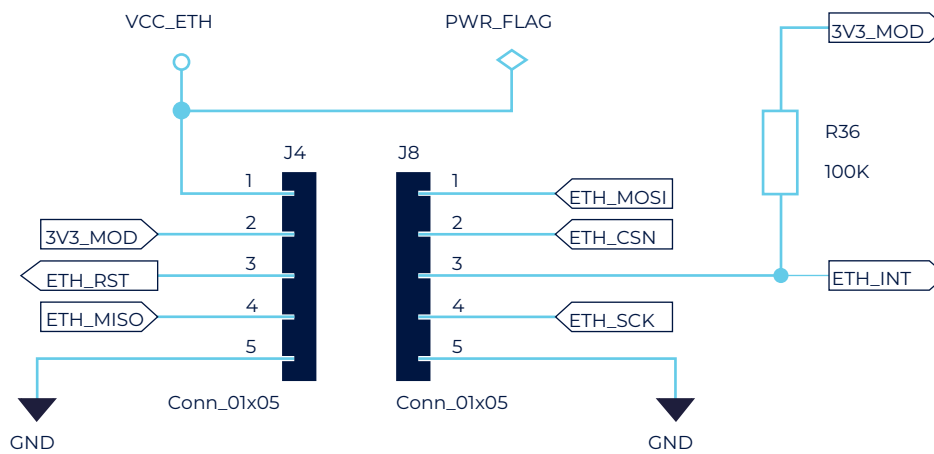 VCC_ETH
PWR_FLAG
3V3_MOD
R36
100K
J4
J8
1
1
ETH_MOSI
3V3_MOD
2
2
ETH_CSN
ETH_RST
3
3
ETH_INT
ETH_MISO
4
4
ETH_SCK
5
5
Conn_01x05
Conn_01x05
GND
GND